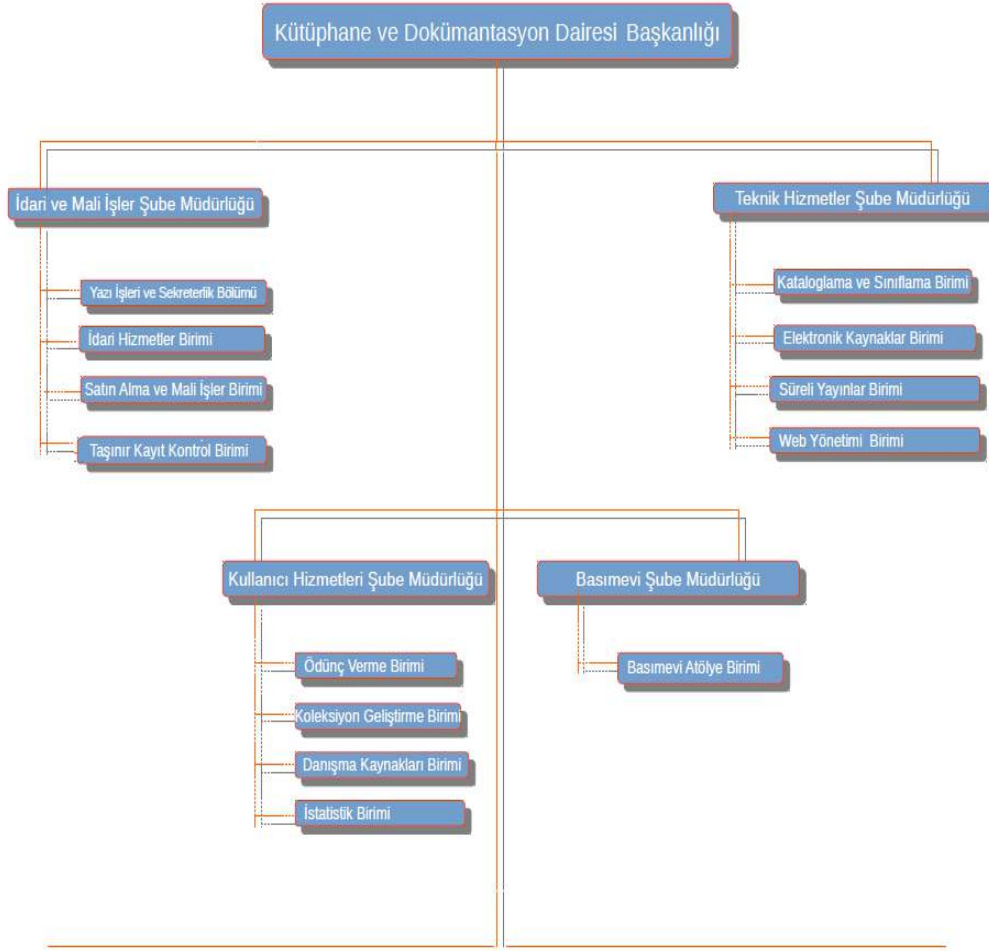 Kütüphane ve Dokümantasyon Dairesi Başkanlığı
İdari ve Mali İşler Şube Müdürlüğü
Yazı İşleri ve Sekreterlik Bölümü
İdari Hizmetler Birimi
Satın Alma ve Mali İşler Birimi
Taşınır Kayıt Kontrol Birimi
Teknik Hizmetler Şube Müdürlüğü
Kataloglama ve Sınıflama Birimi
Elektronik Kaynaklar Birimi
Süreli Yayınlar Birimi
Web Yönetimi Birimi
Kullanıcı Hizmetleri Şube Müdürlüğü
Ödünç Verme Birimi
Koleksiyon Geliştirme Birimi
Danışma Kaynakları Birimi
İstatistik Birimi
Basımevi Şube Müdürlüğü
Basımevi Atölye Birimi